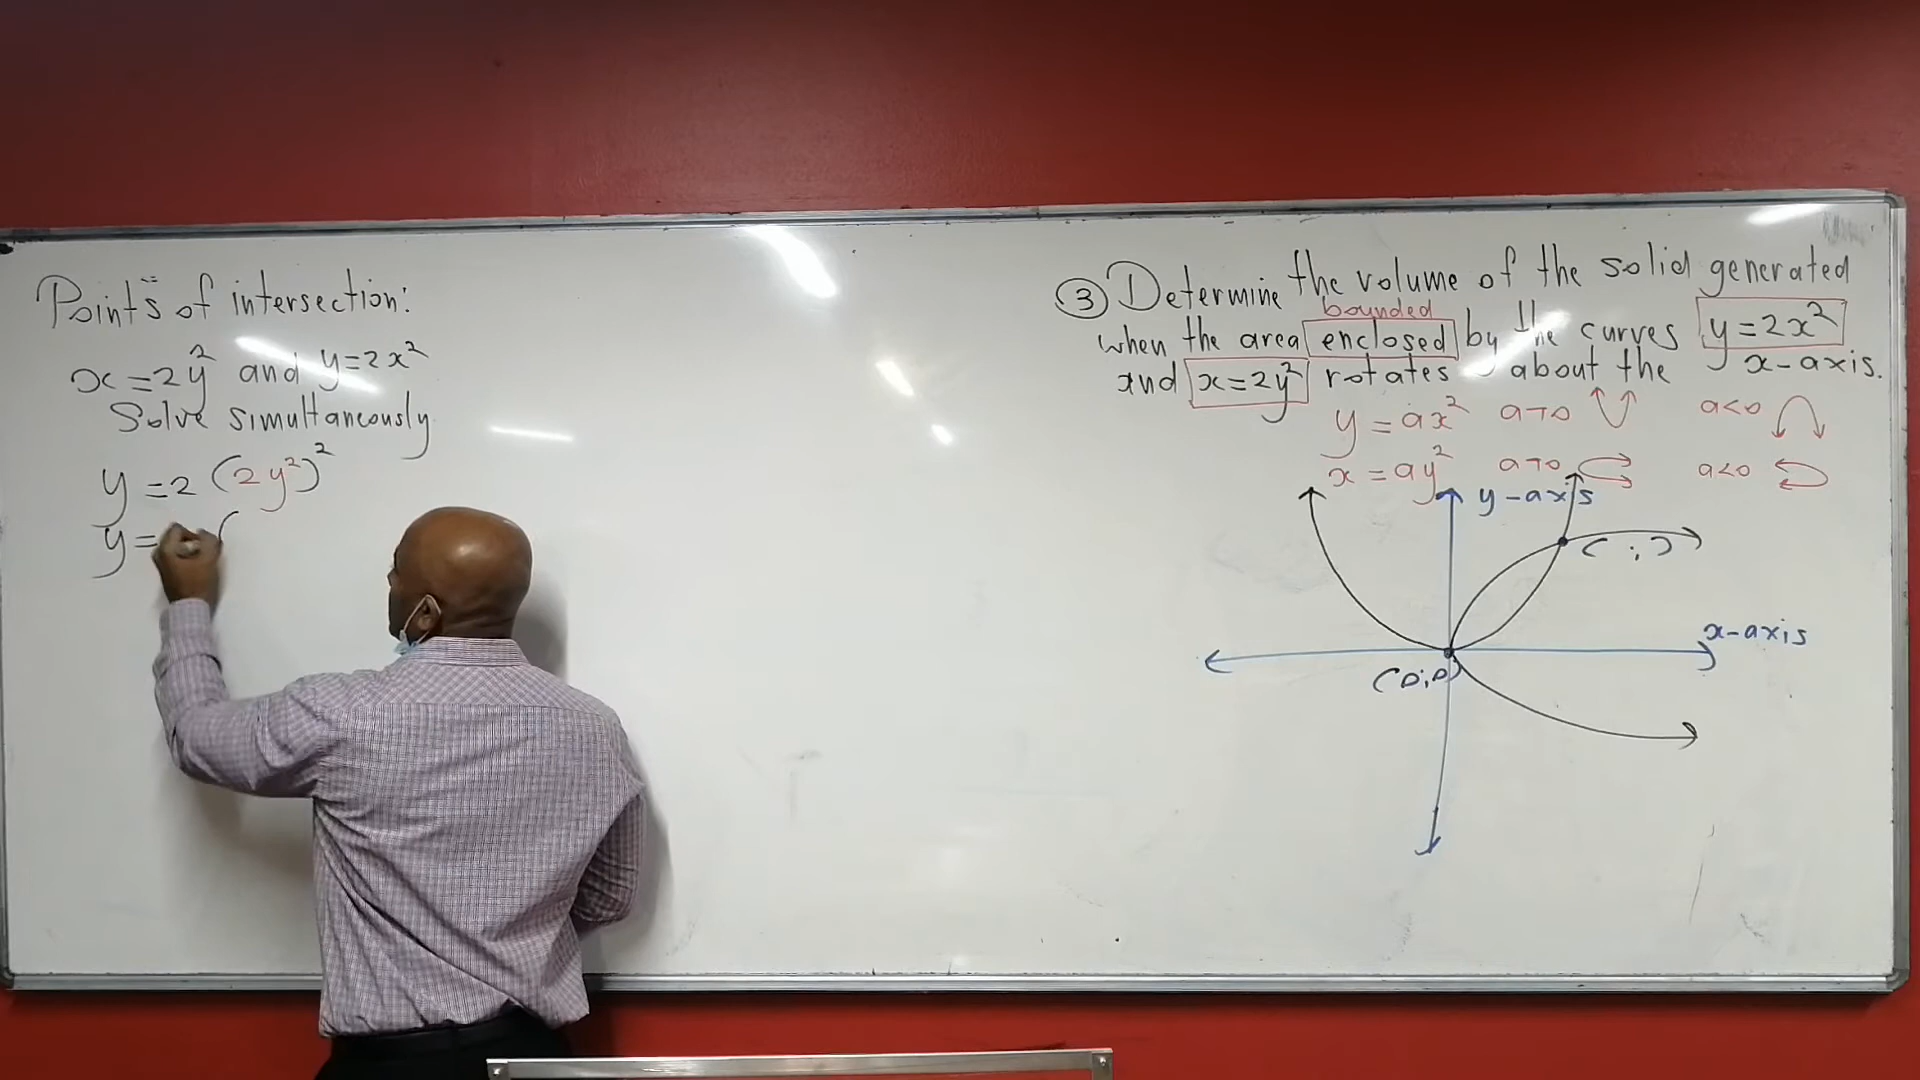 Points of intersection:
x = 2y² and y = 2x²
Solve simultaneously
y = 2 (2y²)²
y =
③ Determine the volume of the solid generated
bounded
when the area enclosed by the curves y = 2x²
and x = 2y² rotates about the x-axis.
y = ax² a>0 a<0
x = ay² a>0 a<0
y-axis
( ; )
x-axis
(0;0)